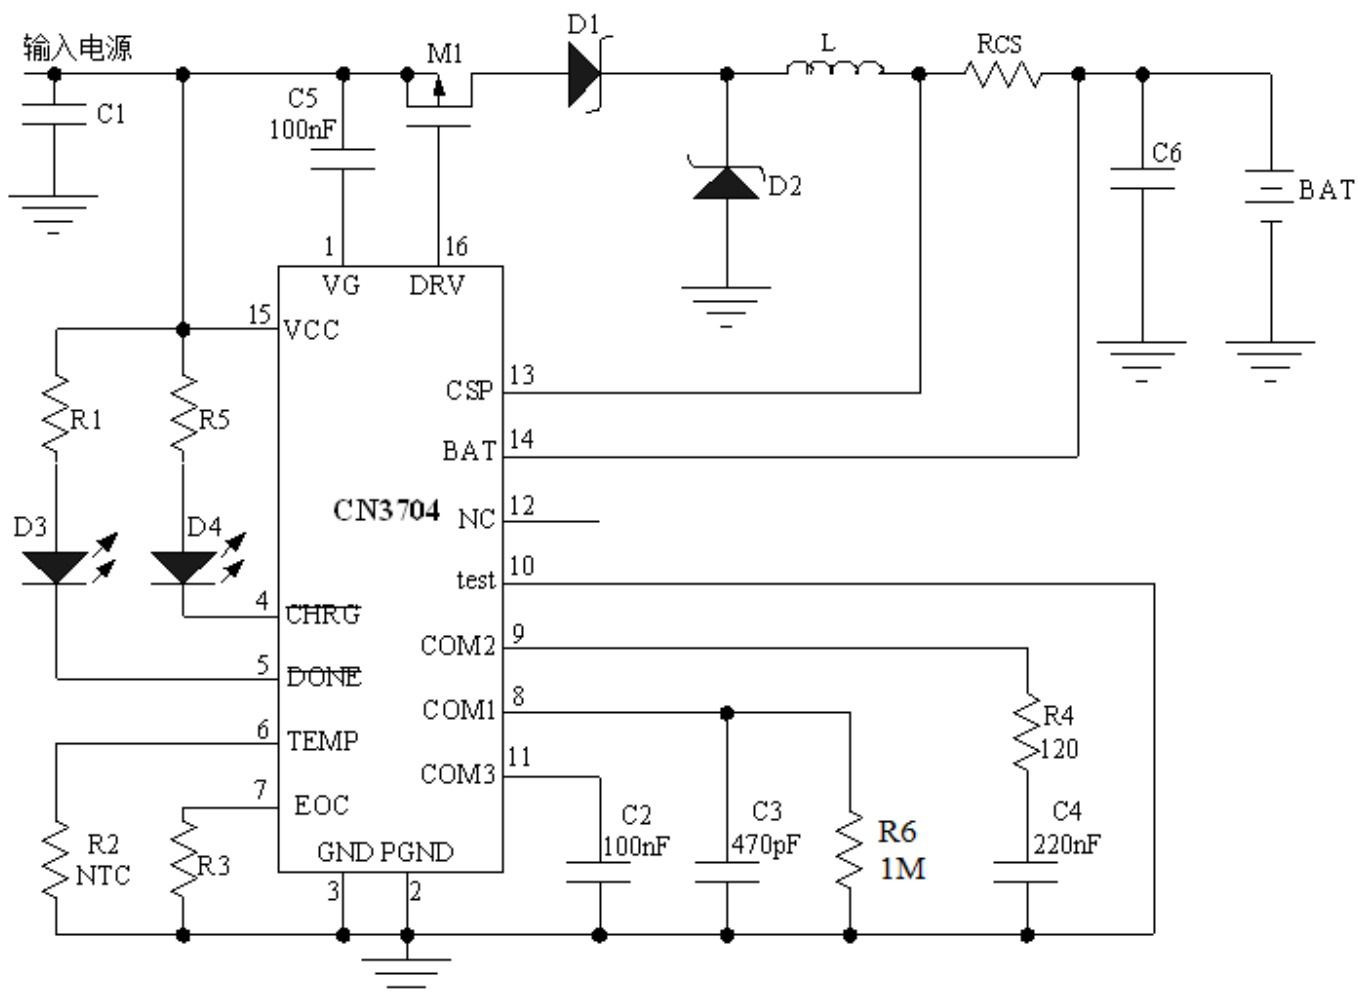 输入电源
C1
C5
100nF
M1
D1
L
RCS
D2
C6
BAT
1
16
VG
DRV
15
VCC
R1
R5
CSP
13
BAT
14
CN3704
NC
12
D3
D4
test
10
4
CHRG
COM2
9
5
DONE
COM1
8
R4
120
6
TEMP
COM3
11
7
EOC
R2
NTC
R3
GND PGND
3
2
C2
100nF
C3
470pF
R6
1M
C4
220nF